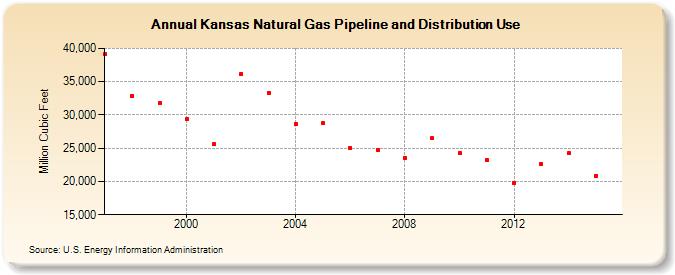 Annual Kansas Natural Gas Pipeline and Distribution Use
Million Cubic Feet
40,000
35,000
30,000
25,000
20,000
15,000
2000 2004 2008 2012
Source: U.S. Energy Information Administration